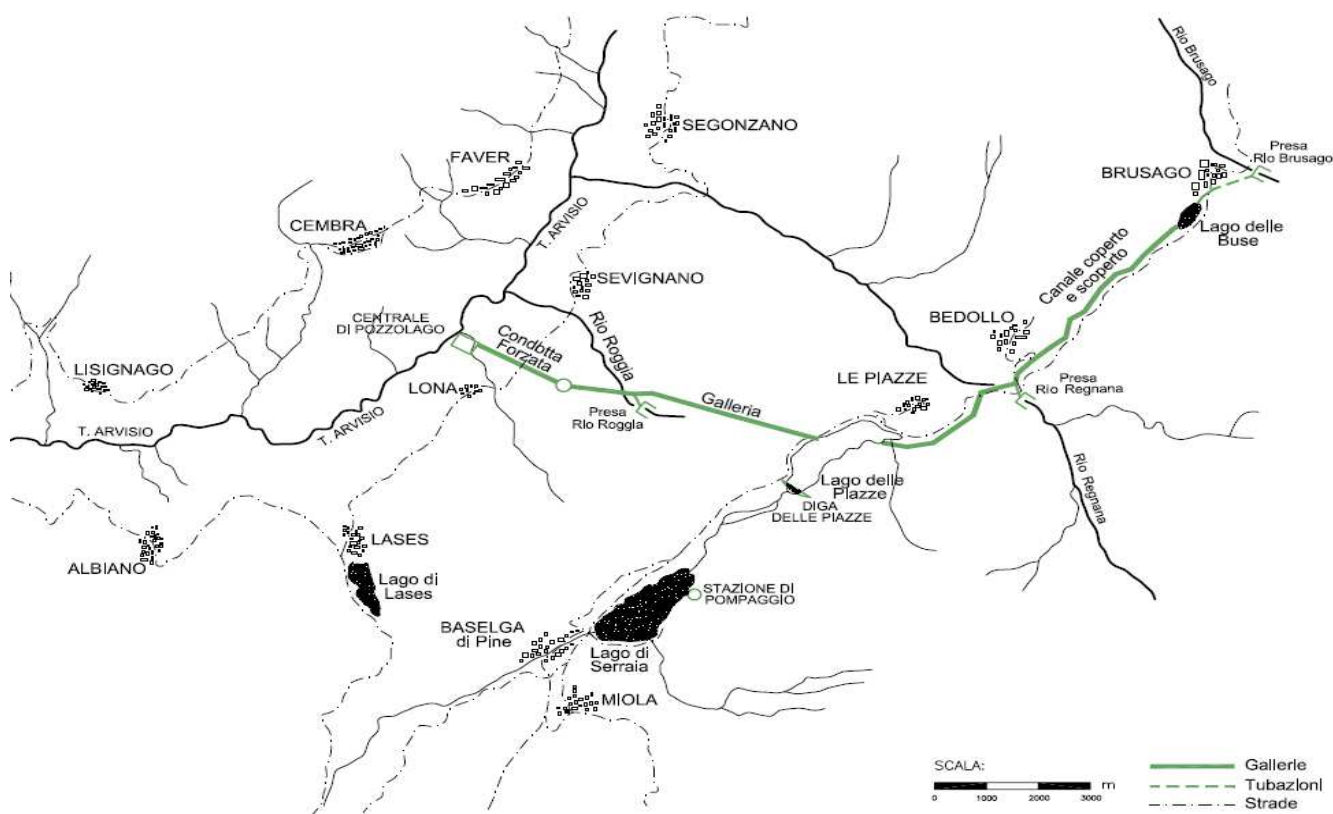 Rio Brusago
SEGONZANO
Presa
Rio Brusago
FAVER
BRUSAGO
CEMBRA
T. ARVISIO
Lago delle
Buse
SEVIGNANO
Canale coperto
e scoperto
CENTRALE
DI POZZOLAGO
Condotta
Forzata
Rio Roggia
BEDOLLO
LISIGNAGO
LONA
LE PIAZZE
Presa
Rio Regnana
Galleria
T. ARVISIO
T. ARVISIO
Presa
Rio Roggia
Rio Regnana
Lago delle
Piazze
DIGA
DELLE PIAZZE
LASES
ALBIANO
Lago di
Lases
STAZIONE DI
POMPAGGIO
BASELGA
di Pine
Lago di
Serraia
MIOLA
SCALA:
m
0 1000 2000 3000
Gallerie
Tubazioni
Strade